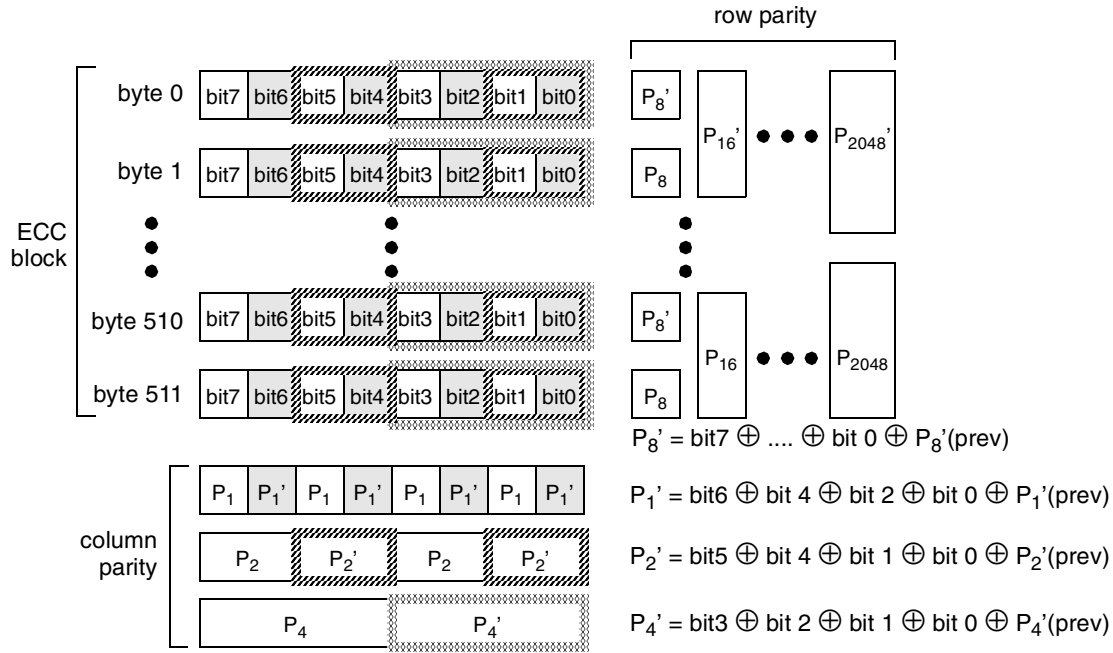 row parity
byte 0 bit7 bit6 bit5 bit4 bit3 bit2 bit1 bit0 P8' P16' P2048'
byte 1 bit7 bit6 bit5 bit4 bit3 bit2 bit1 bit0 P8
ECC
block
byte 510 bit7 bit6 bit5 bit4 bit3 bit2 bit1 bit0 P8' P16 P2048
byte 511 bit7 bit6 bit5 bit4 bit3 bit2 bit1 bit0 P8
P8' = bit7 ⊕ .... ⊕ bit 0 ⊕ P8'(prev)
P1 P1' P1 P1' P1 P1' P1 P1' P1' = bit6 ⊕ bit 4 ⊕ bit 2 ⊕ bit 0 ⊕ P1'(prev)
column
parity
P2 P2' P2 P2' P2' = bit5 ⊕ bit 4 ⊕ bit 1 ⊕ bit 0 ⊕ P2'(prev)
P4 P4' P4' = bit3 ⊕ bit 2 ⊕ bit 1 ⊕ bit 0 ⊕ P4'(prev)